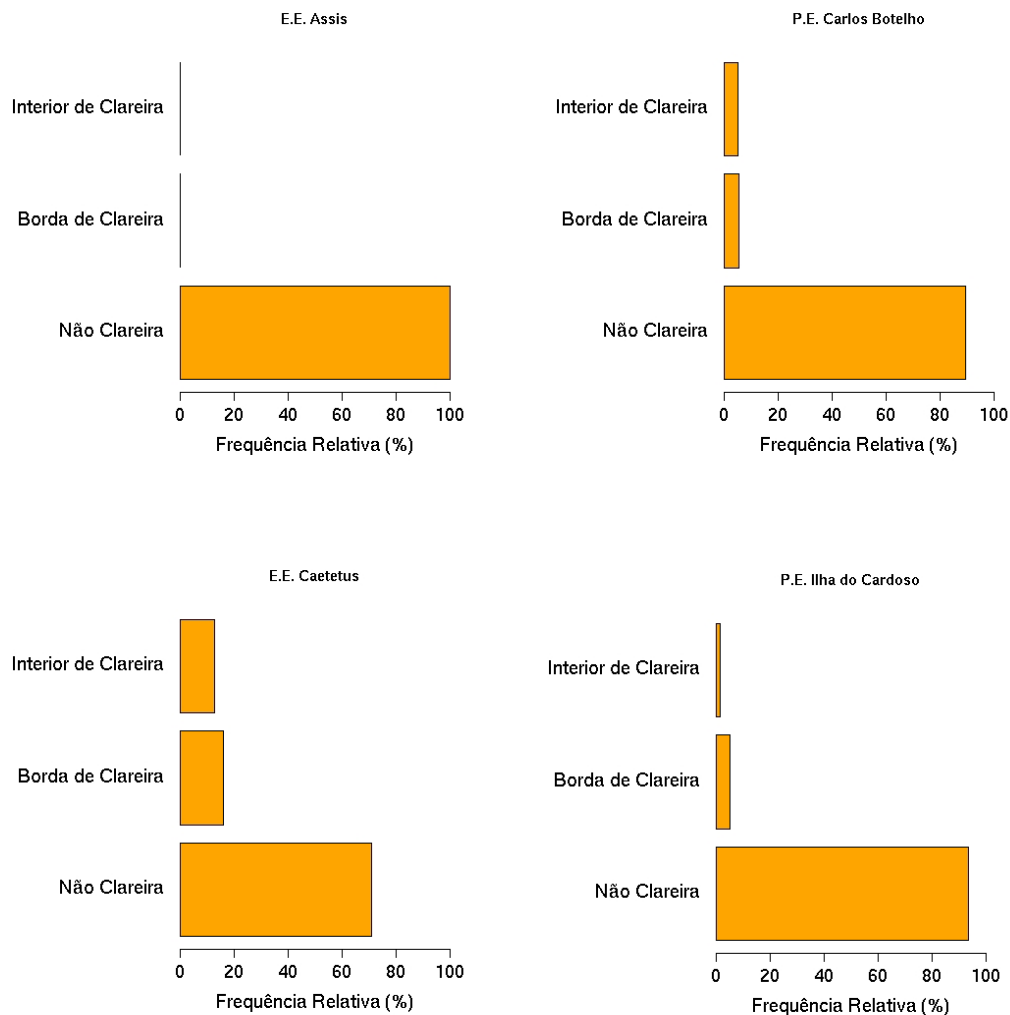 E.E. Assis
Interior de Clareira
Borda de Clareira
Não Clareira
0 20 40 60 80 100
Frequência Relativa (%)
P.E. Carlos Botelho
Interior de Clareira
Borda de Clareira
Não Clareira
0 20 40 60 80 100
Frequência Relativa (%)
E.E. Caetetus
Interior de Clareira
Borda de Clareira
Não Clareira
0 20 40 60 80 100
Frequência Relativa (%)
P.E. Ilha do Cardoso
Interior de Clareira
Borda de Clareira
Não Clareira
0 20 40 60 80 100
Frequência Relativa (%)